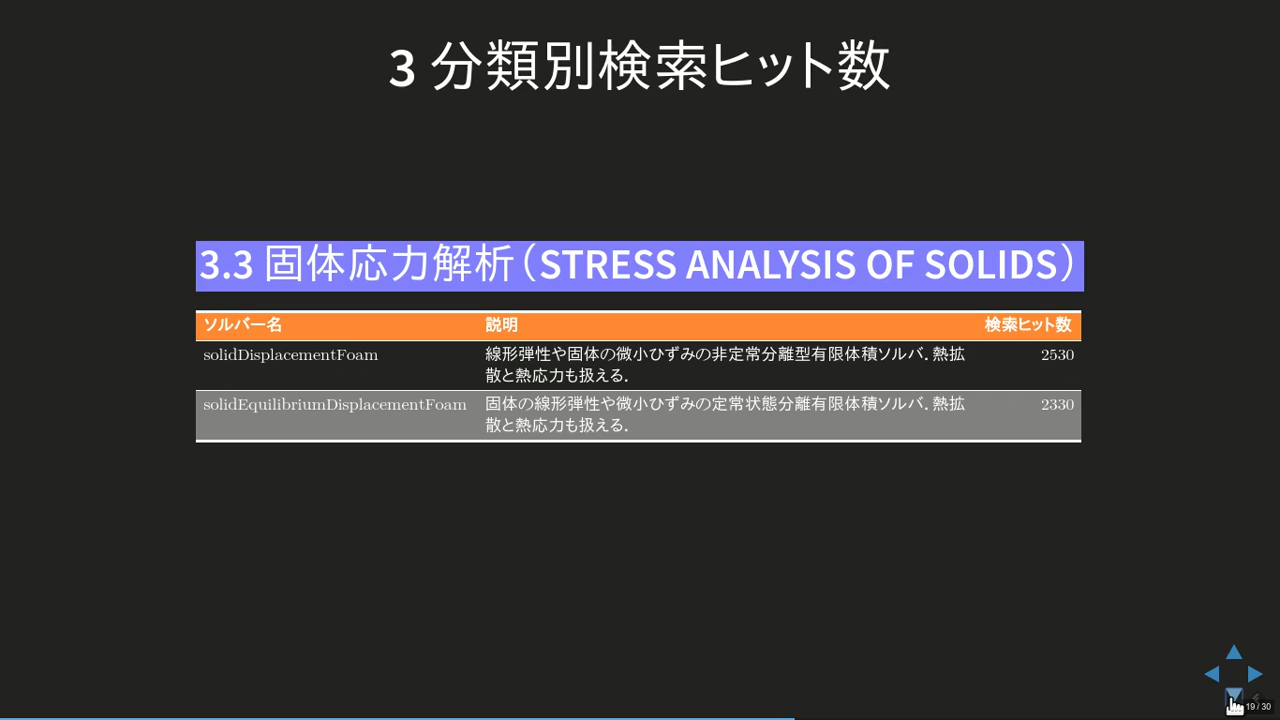 3 分類別検索ヒット数
3.3 固体応力解析（STRESS ANALYSIS OF SOLIDS）
ソルバー名 説明 検索ヒット数
solidDisplacementFoam 線形弾性や固体の微小ひずみの非定常分離型有限体積ソルバ．熱拡 2530
散と熱応力も扱える．
solidEquilibriumDisplacementFoam 固体の線形弾性や微小ひずみの定常状態分離有限体積ソルバ．熱拡 2330
散と熱応力も扱える．
19 / 30